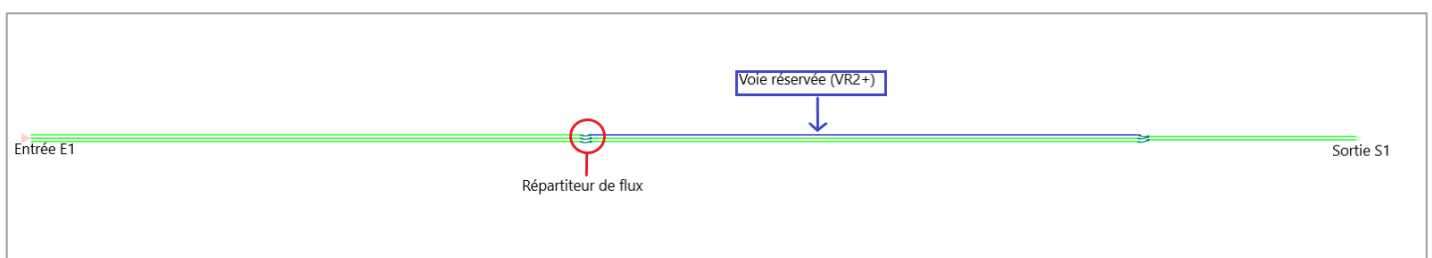 Voie réservée (VR2+)
Entrée E1
Sortie S1
Répartiteur de flux